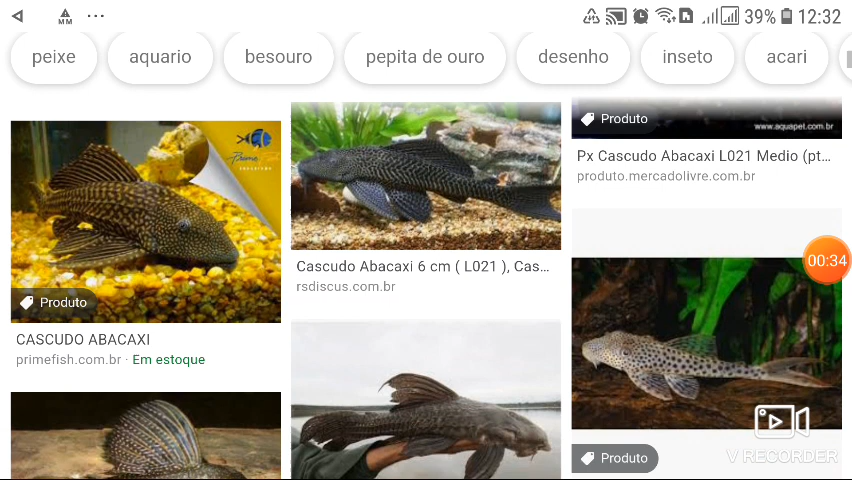 MM
39% 12:32
peixe
aquario
besouro
pepita de ouro
desenho
inseto
acari
Produto
CASCUDO ABACAXI
primefish.com.br · Em estoque
Cascudo Abacaxi 6 cm ( L021 ), Cas...
rsdiscus.com.br
Produto
www.aquapet.com.br
Px Cascudo Abacaxi L021 Medio (pt...
produto.mercadolivre.com.br
00:34
Produto
V RECORDER